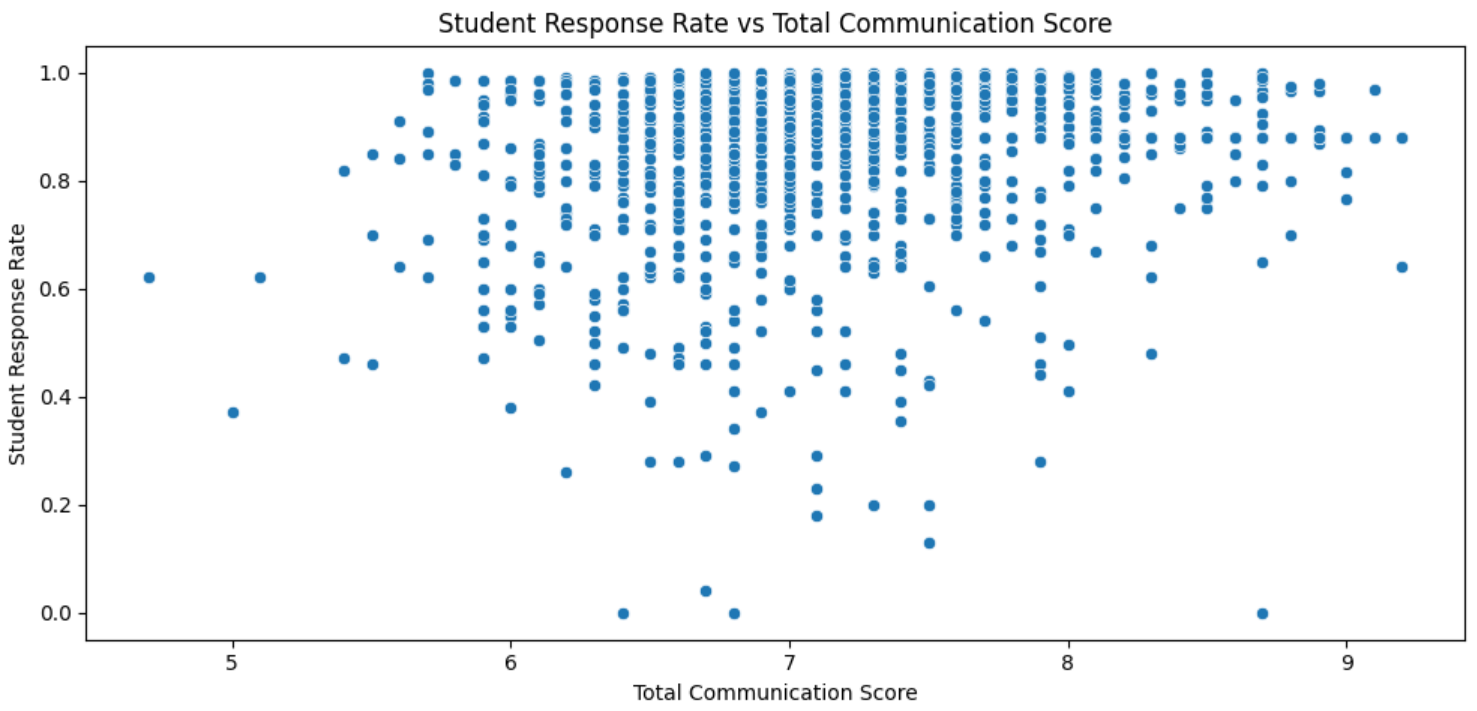 Student Response Rate vs Total Communication Score
1.0
0.8
0.6
0.4
0.2
0.0
Student Response Rate
5 6 7 8 9
Total Communication Score